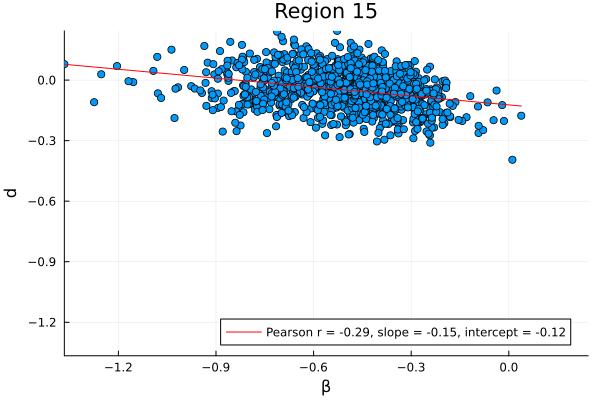 Region 15
0.0
−0.3
−0.6
−0.9
−1.2
d
Pearson r = -0.29, slope = -0.15, intercept = -0.12
−1.2 −0.9 −0.6 −0.3 0.0
β